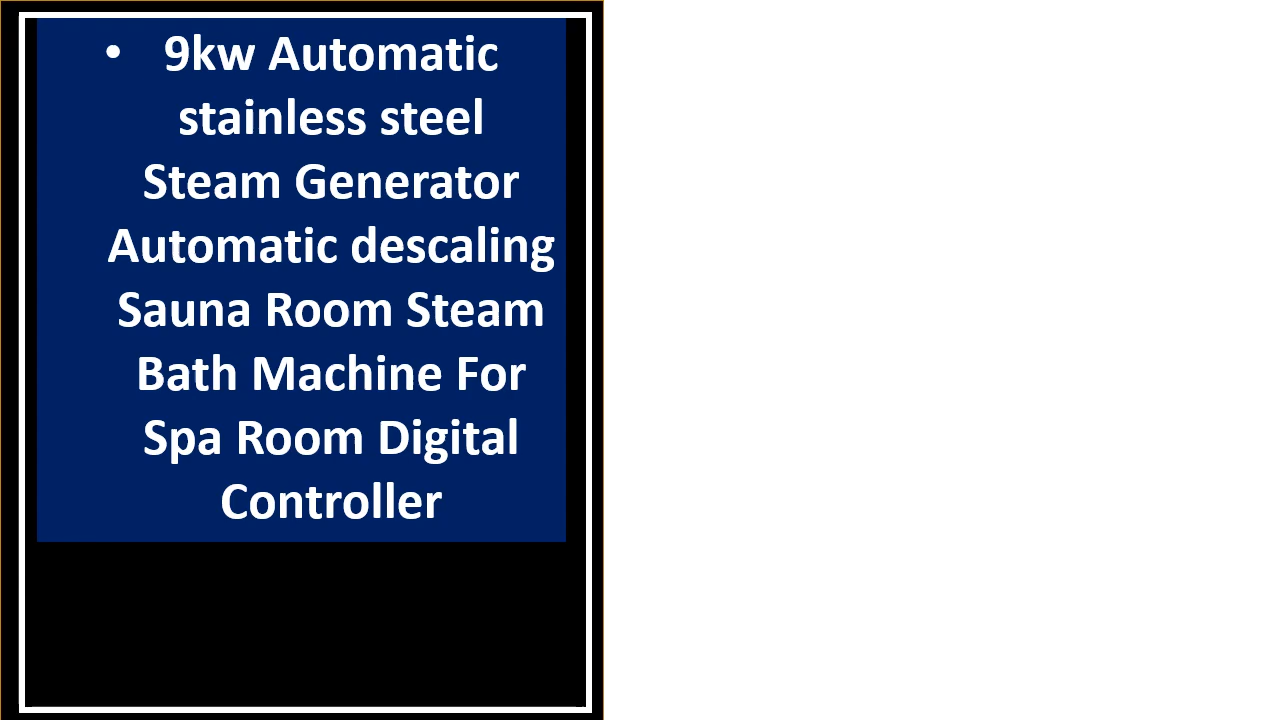 • 9kw Automatic
stainless steel
Steam Generator
Automatic descaling
Sauna Room Steam
Bath Machine For
Spa Room Digital
Controller